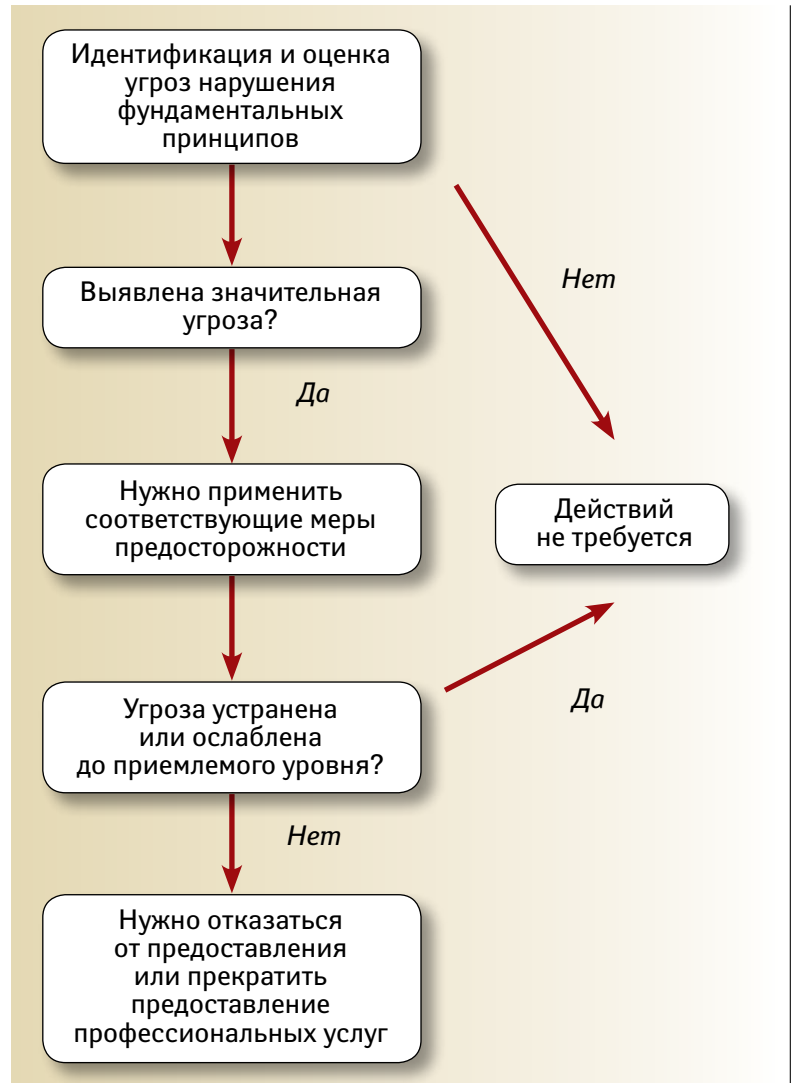 Идентификация и оценка
угроз нарушения
фундаментальных
принципов
Нет
Выявлена значительная
угроза?
Да
Нужно применить
соответствующие меры
предосторожности
Действий
не требуется
Угроза устранена
или ослаблена
до приемлемого уровня?
Да
Нет
Нужно отказаться
от предоставления
или прекратить
предоставление
профессиональных услуг